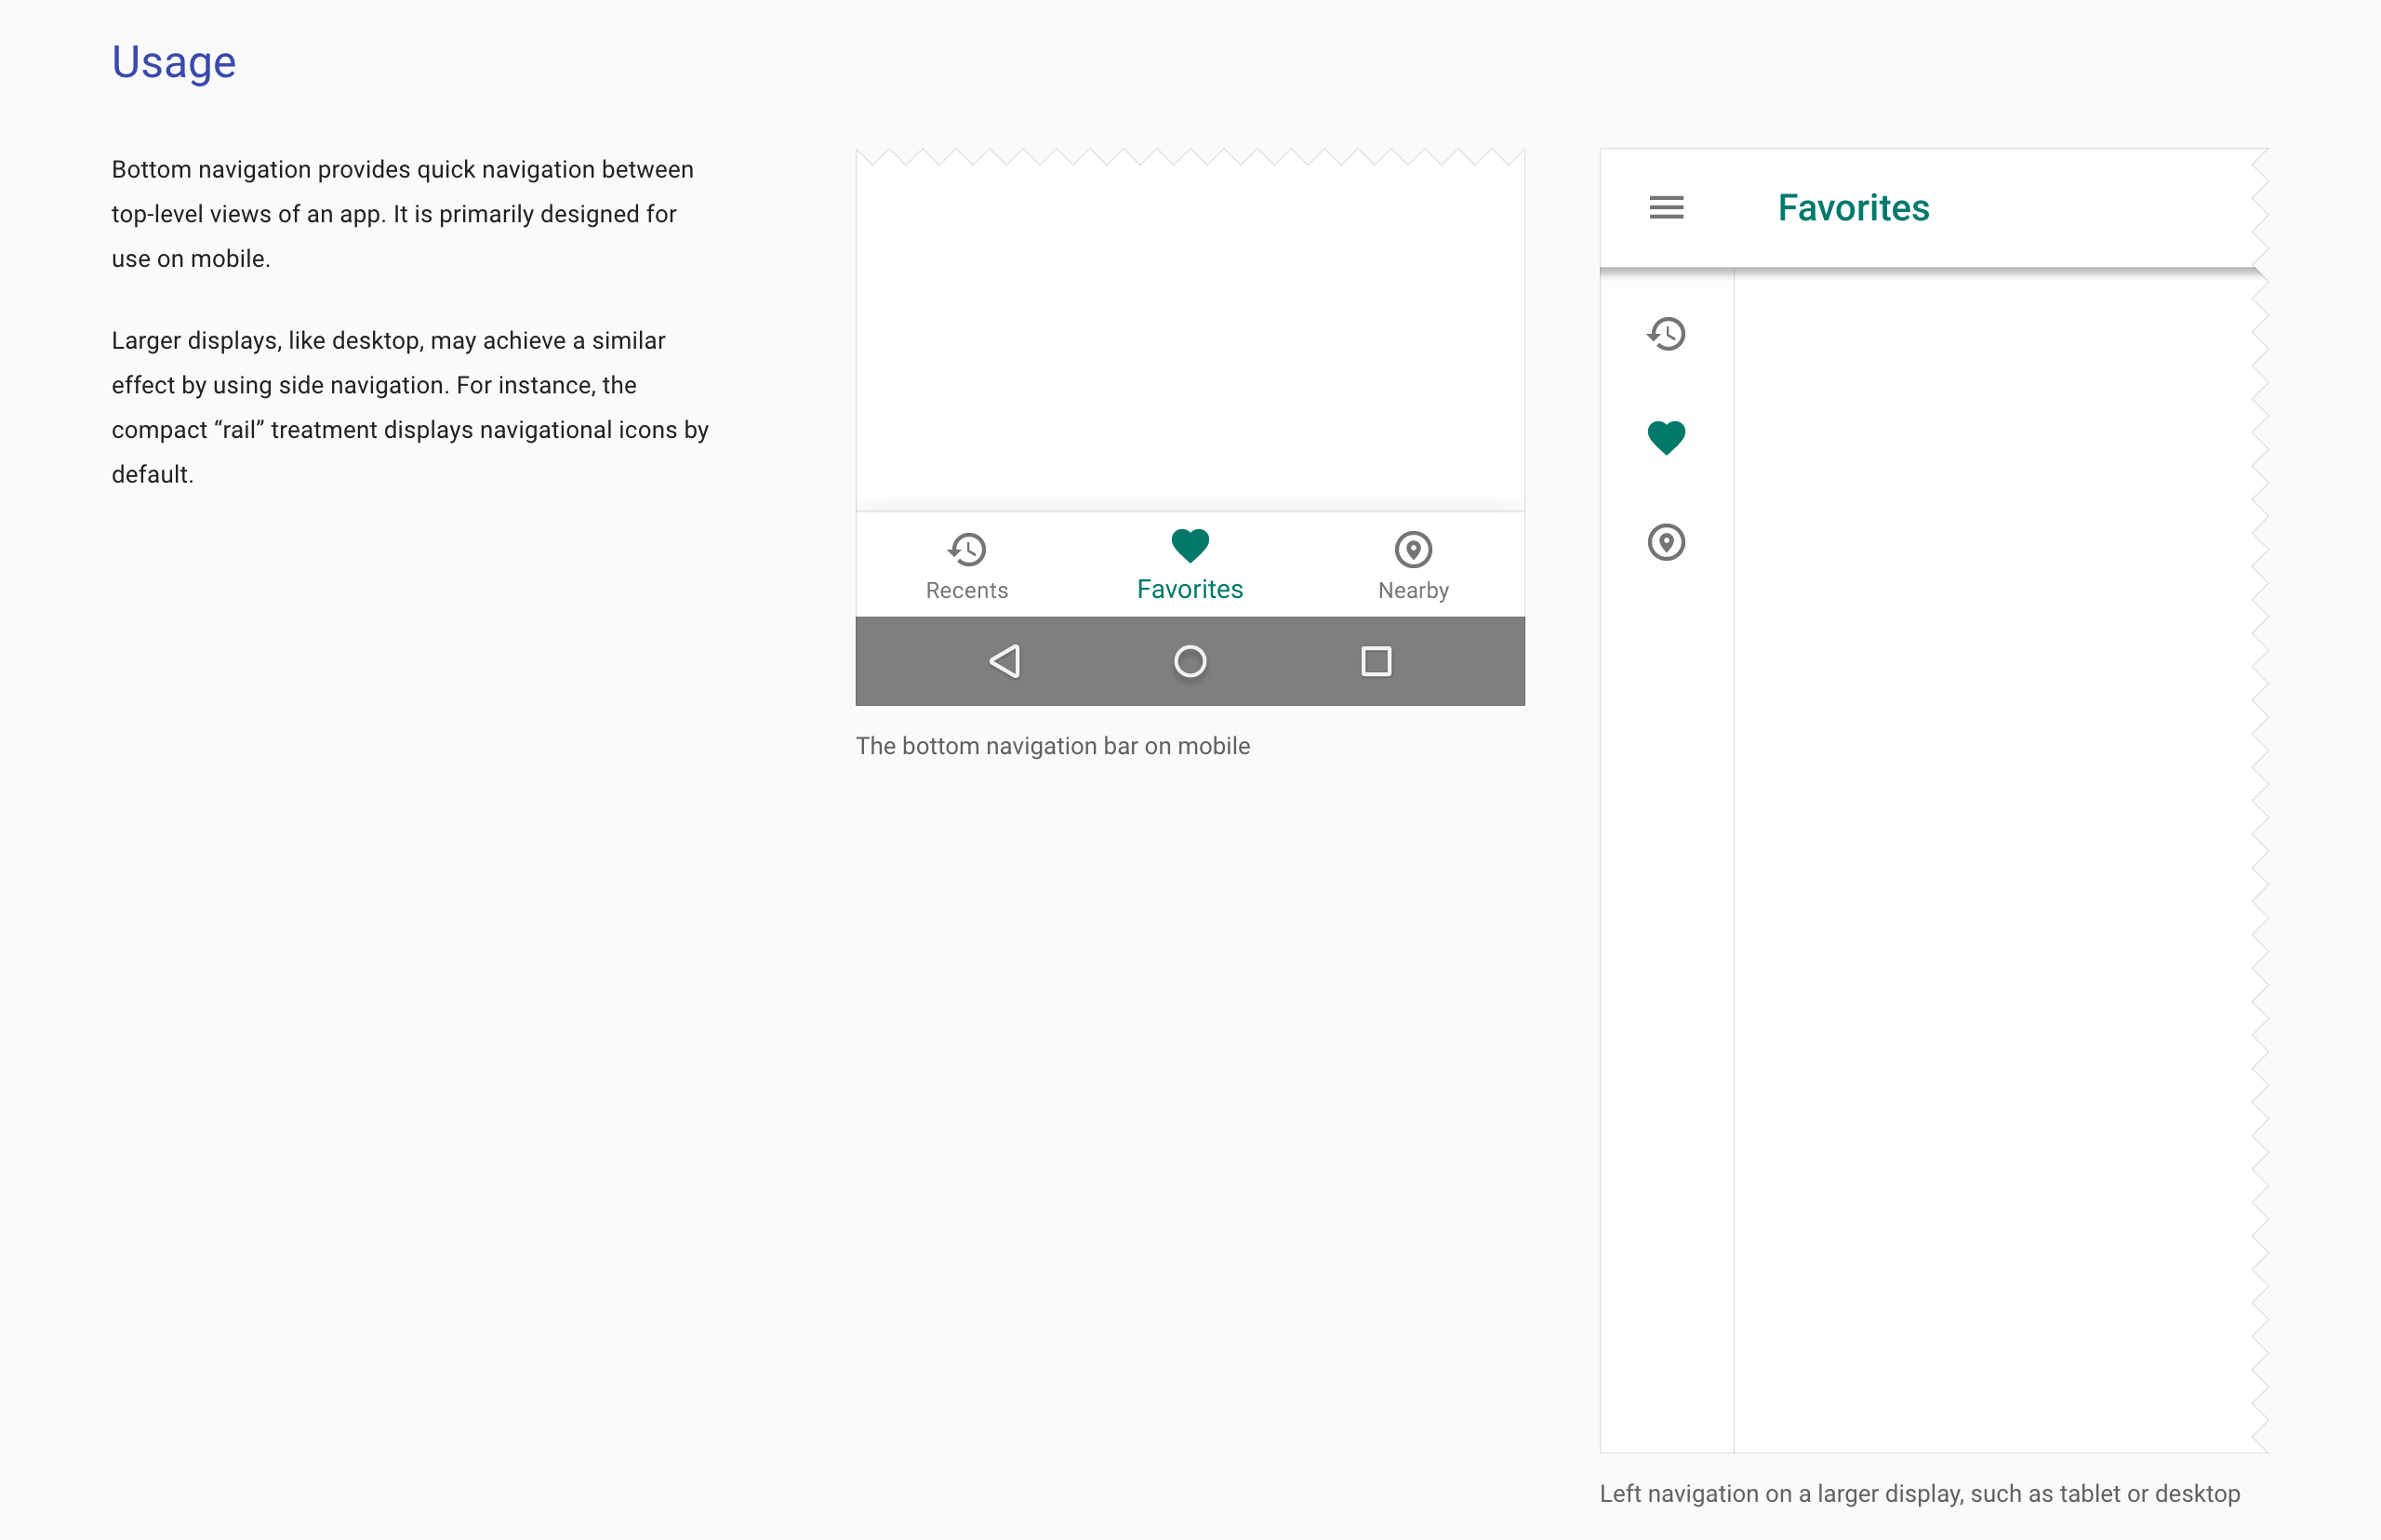 Usage
Bottom navigation provides quick navigation between
top-level views of an app. It is primarily designed for
use on mobile.
Larger displays, like desktop, may achieve a similar
effect by using side navigation. For instance, the
compact “rail” treatment displays navigational icons by
default.
Recents
Favorites
Nearby
The bottom navigation bar on mobile
Favorites
Left navigation on a larger display, such as tablet or desktop